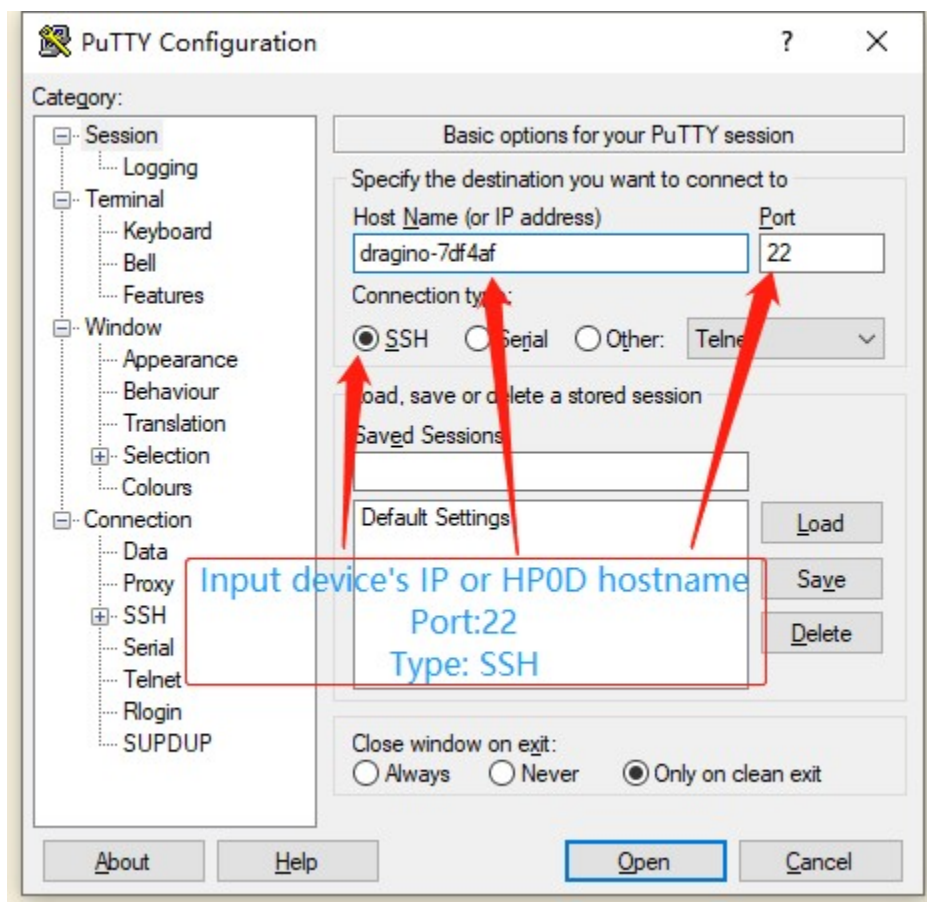 PuTTY Configuration ? ×
Category:
Session
Logging
Terminal
Keyboard
Bell
Features
Window
Appearance
Behaviour
Translation
Selection
Colours
Connection
Data
Proxy
SSH
Serial
Telnet
Rlogin
SUPDUP
Basic options for your PuTTY session
Specify the destination you want to connect to
Host Name (or IP address) Port
dragino-7df4af 22
Connection type:
SSH Serial Other: Telnet
Load, save or delete a stored session
Saved Sessions
Default Settings
Load
Save
Delete
Input device's IP or HP0D hostname
Port:22
Type: SSH
Close window on exit:
Always Never Only on clean exit
About Help Open Cancel